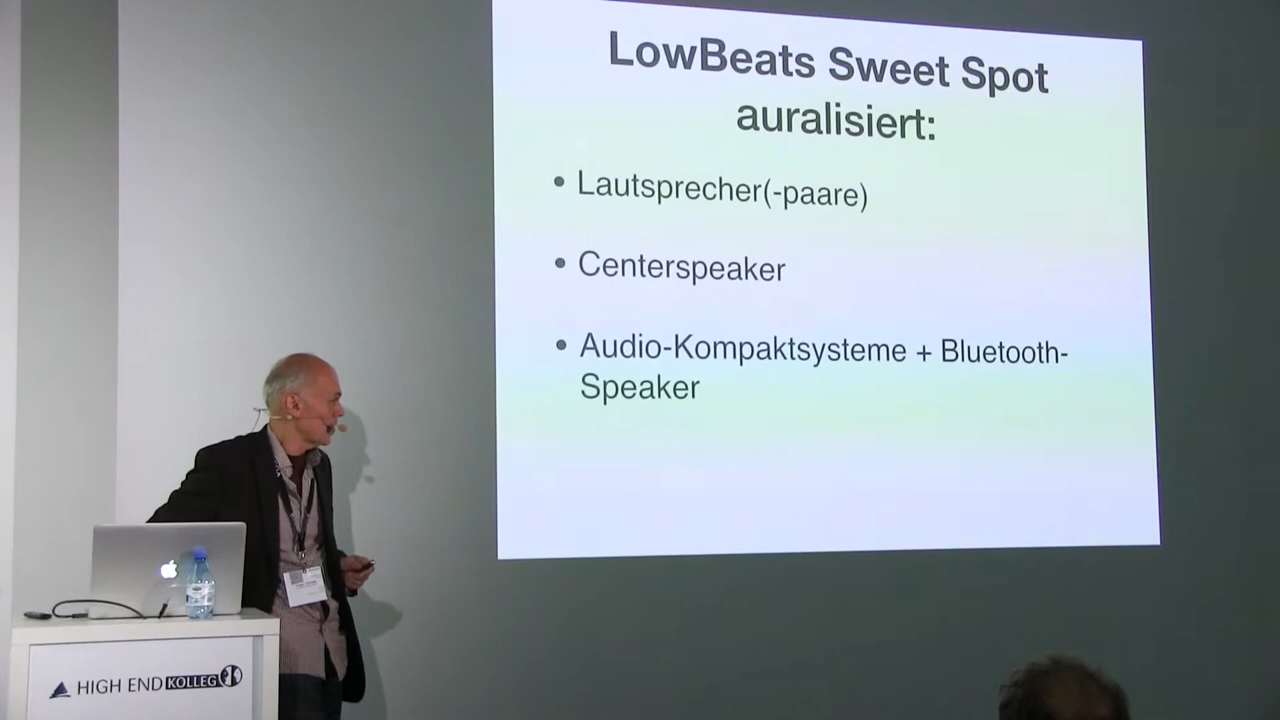 LowBeats Sweet Spot
auralisiert:
• Lautsprecher(-paare)
• Centerspeaker
• Audio-Kompaktsysteme + Bluetooth-
Speaker
HIGH END KOLLEG